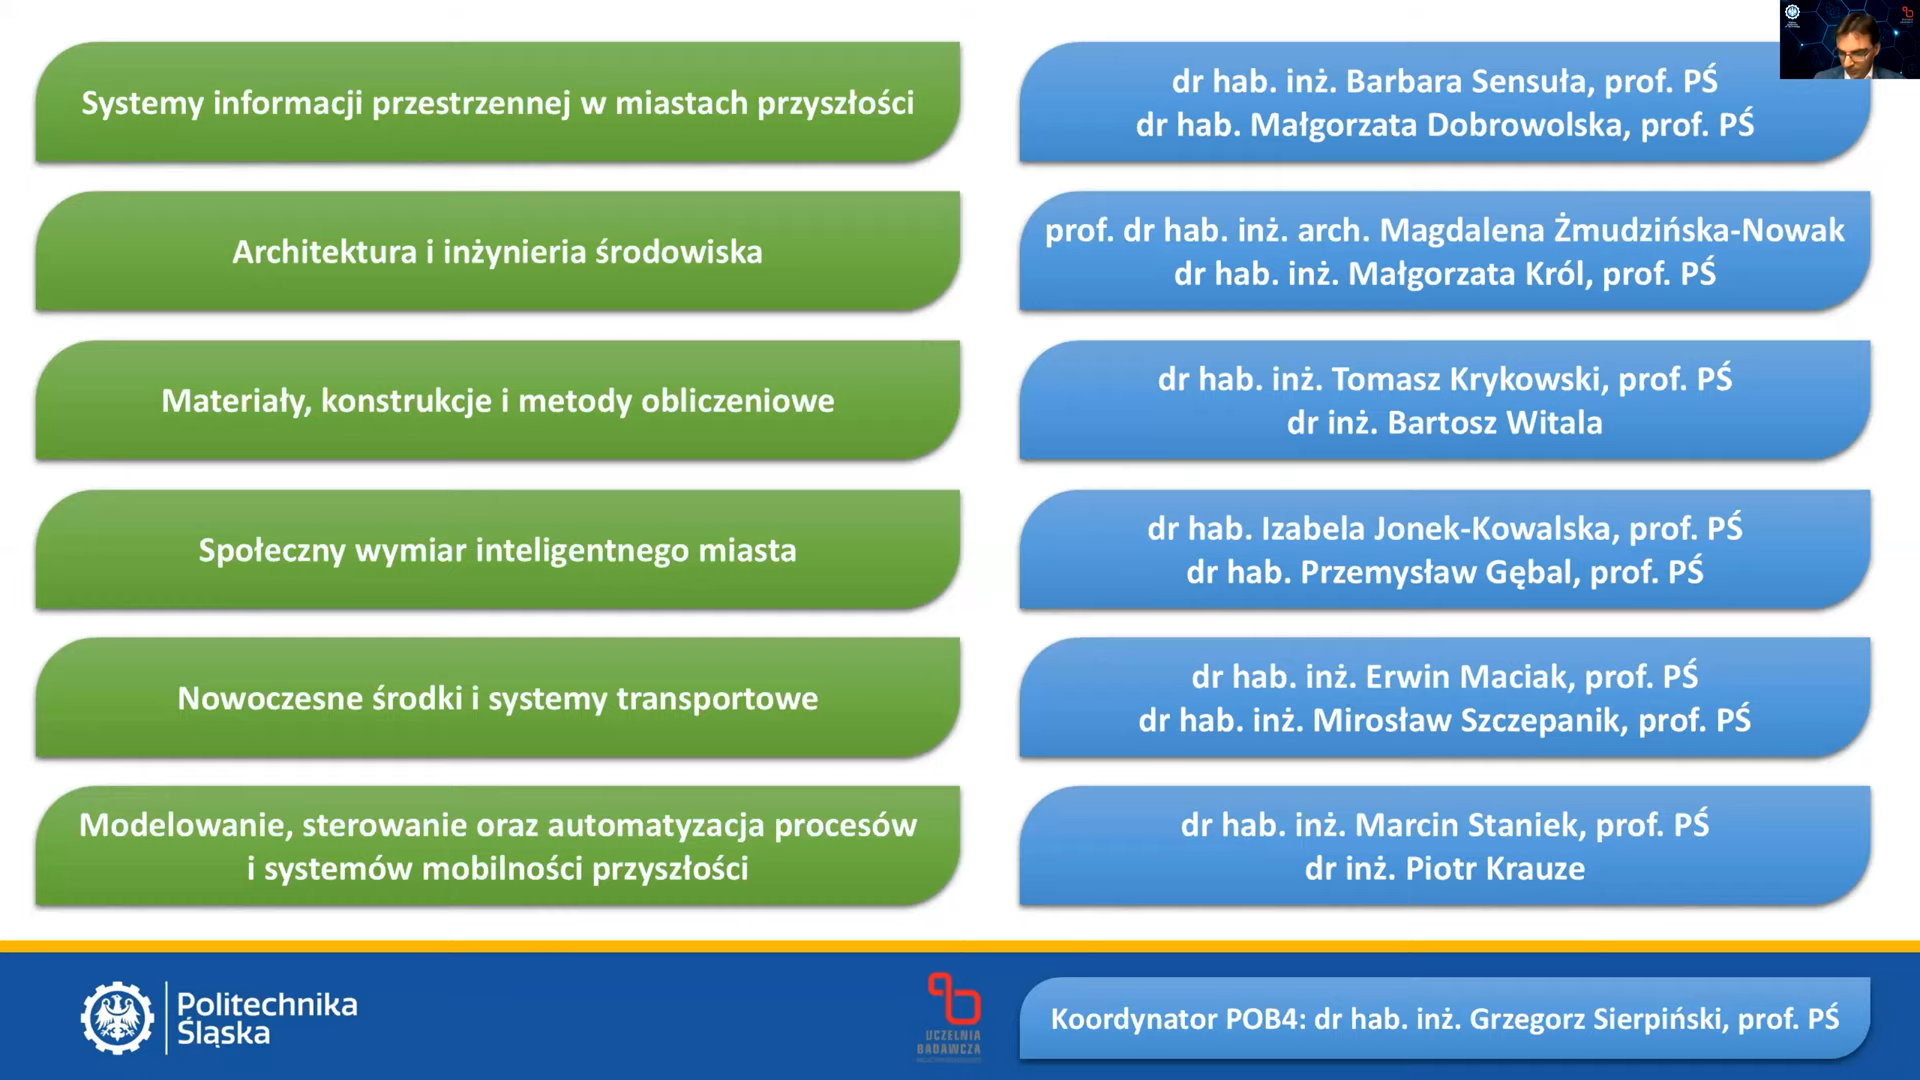 Systemy informacji przestrzennej w miastach przyszłości
dr hab. inż. Barbara Sensuła, prof. PŚ
dr hab. Małgorzata Dobrowolska, prof. PŚ
Architektura i inżynieria środowiska
prof. dr hab. inż. arch. Magdalena Żmudzińska-Nowak
dr hab. inż. Małgorzata Król, prof. PŚ
Materiały, konstrukcje i metody obliczeniowe
dr hab. inż. Tomasz Krykowski, prof. PŚ
dr inż. Bartosz Witala
Społeczny wymiar inteligentnego miasta
dr hab. Izabela Jonek-Kowalska, prof. PŚ
dr hab. Przemysław Gębal, prof. PŚ
Nowoczesne środki i systemy transportowe
dr hab. inż. Erwin Maciak, prof. PŚ
dr hab. inż. Mirosław Szczepanik, prof. PŚ
Modelowanie, sterowanie oraz automatyzacja procesów
i systemów mobilności przyszłości
dr hab. inż. Marcin Staniek, prof. PŚ
dr inż. Piotr Krauze
Politechnika
Śląska
UCZELNIA
BADAWCZA
Koordynator POB4: dr hab. inż. Grzegorz Sierpiński, prof. PŚ